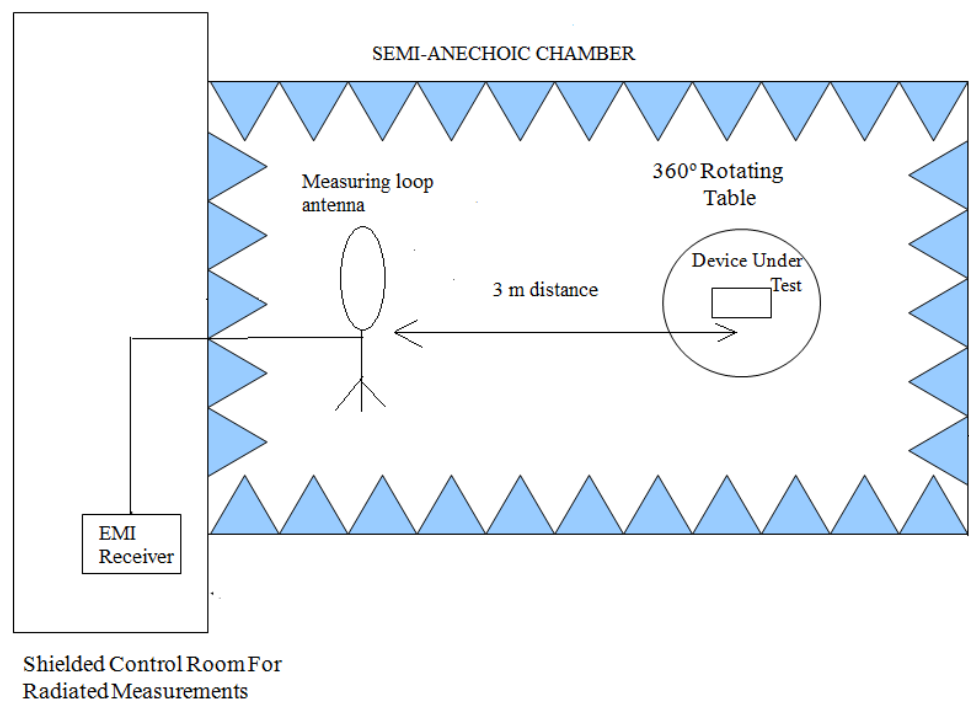 SEMI-ANECHOIC CHAMBER
Measuring loop
antenna
360º Rotating
Table
Device Under
Test
3 m distance
EMI
Receiver
Shielded Control Room For
Radiated Measurements